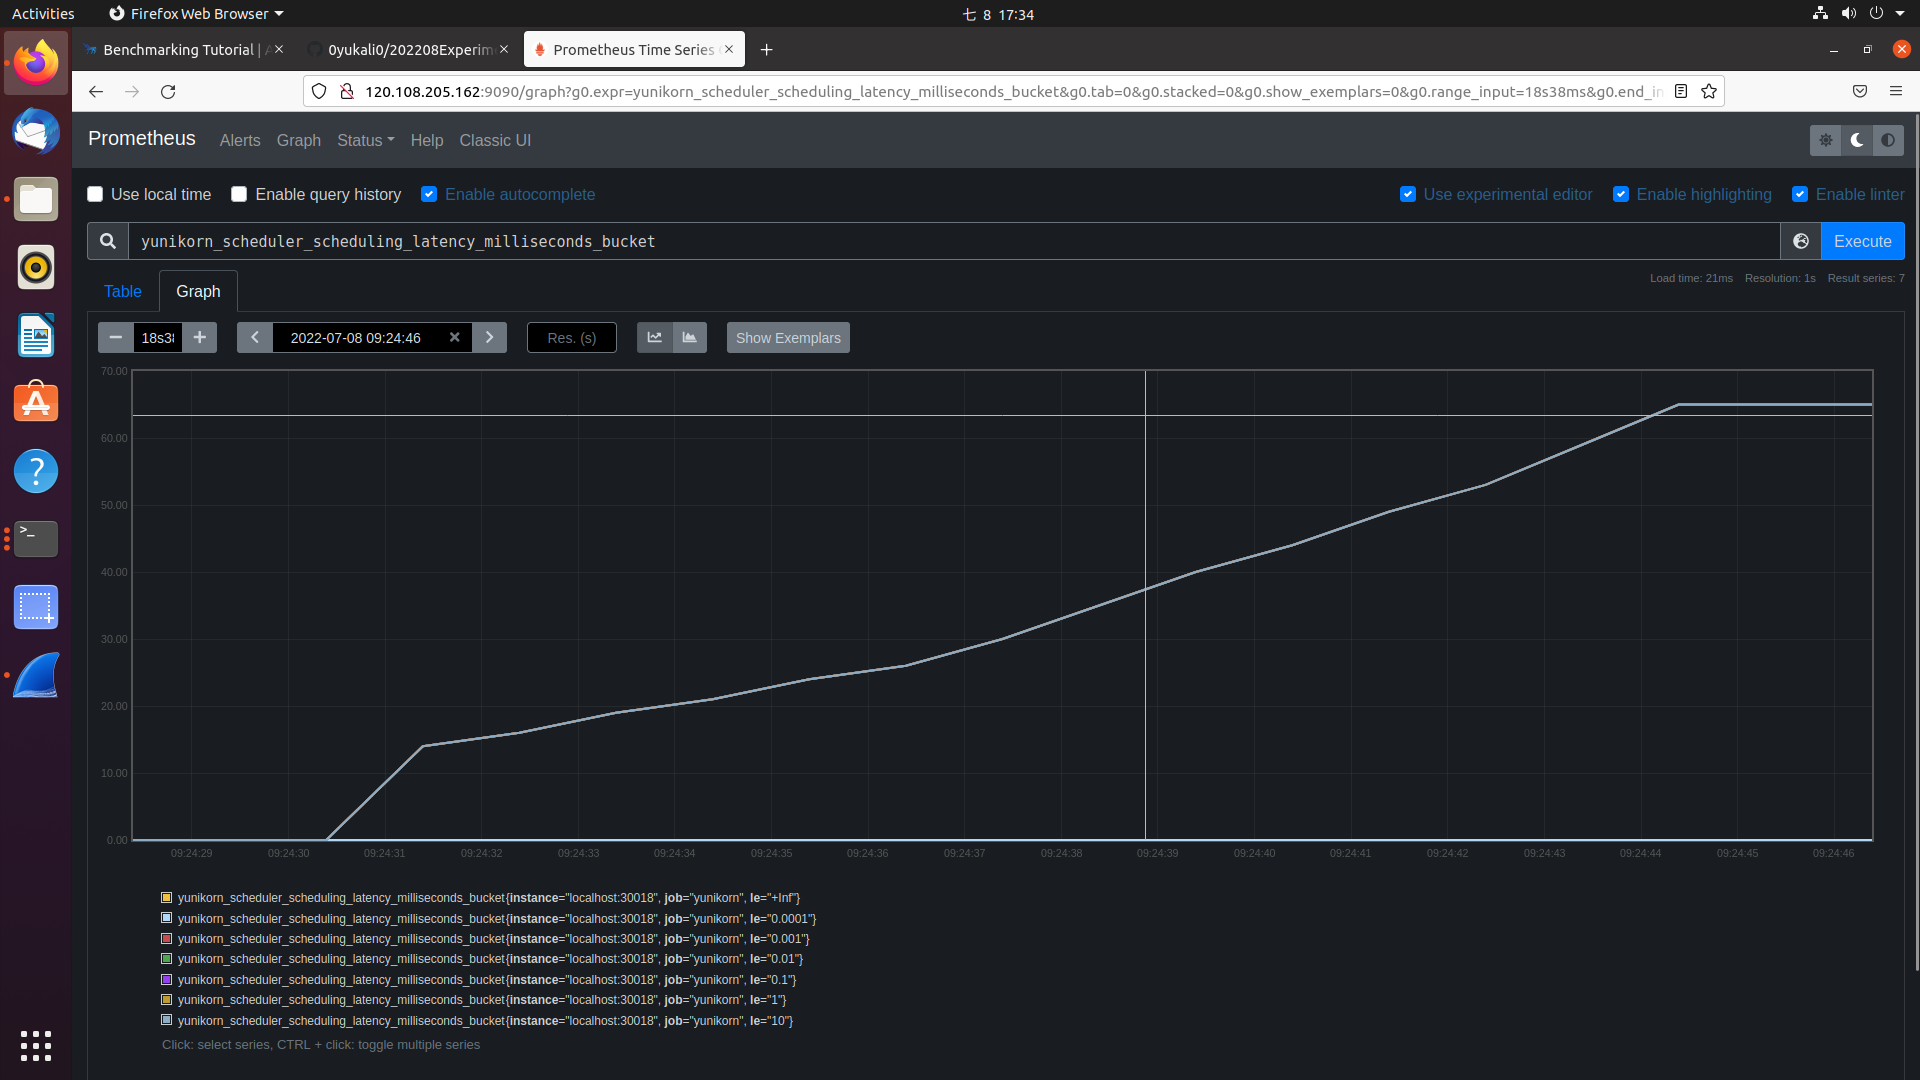 Activities
Firefox Web Browser
七 8 17:34
Benchmarking Tutorial | A
0yukali0/202208Experim
Prometheus Time Series
120.108.205.162:9090/graph?g0.expr=yunikorn_scheduler_scheduling_latency_milliseconds_bucket&g0.tab=0&g0.stacked=0&g0.show_exemplars=0&g0.range_input=18s38ms&g0.end_in
Prometheus
Alerts
Graph
Status
Help
Classic UI
Use local time
Enable query history
Enable autocomplete
Use experimental editor
Enable highlighting
Enable linter
yunikorn_scheduler_scheduling_latency_milliseconds_bucket
Execute
Table
Graph
Load time: 21ms
Resolution: 1s
Result series: 7
18s38
2022-07-08 09:24:46
Res. (s)
Show Exemplars
70.00
60.00
50.00
40.00
30.00
20.00
10.00
0.00
09:24:29
09:24:30
09:24:31
09:24:32
09:24:33
09:24:34
09:24:35
09:24:36
09:24:37
09:24:38
09:24:39
09:24:40
09:24:41
09:24:42
09:24:43
09:24:44
09:24:45
09:24:46
yunikorn_scheduler_scheduling_latency_milliseconds_bucket{instance="localhost:30018", job="yunikorn", le="+Inf"}
yunikorn_scheduler_scheduling_latency_milliseconds_bucket{instance="localhost:30018", job="yunikorn", le="0.0001"}
yunikorn_scheduler_scheduling_latency_milliseconds_bucket{instance="localhost:30018", job="yunikorn", le="0.001"}
yunikorn_scheduler_scheduling_latency_milliseconds_bucket{instance="localhost:30018", job="yunikorn", le="0.01"}
yunikorn_scheduler_scheduling_latency_milliseconds_bucket{instance="localhost:30018", job="yunikorn", le="0.1"}
yunikorn_scheduler_scheduling_latency_milliseconds_bucket{instance="localhost:30018", job="yunikorn", le="1"}
yunikorn_scheduler_scheduling_latency_milliseconds_bucket{instance="localhost:30018", job="yunikorn", le="10"}
Click: select series, CTRL + click: toggle multiple series